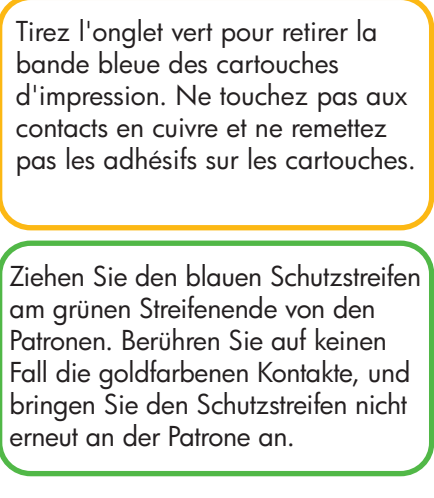 Tirez l'onglet vert pour retirer la
bande bleue des cartouches
d'impression. Ne touchez pas aux
contacts en cuivre et ne remettez
pas les adhésifs sur les cartouches.
Ziehen Sie den blauen Schutzstreifen
am grünen Streifenende von den
Patronen. Berühren Sie auf keinen
Fall die goldfarbenen Kontakte, und
bringen Sie den Schutzstreifen nicht
erneut an der Patrone an.